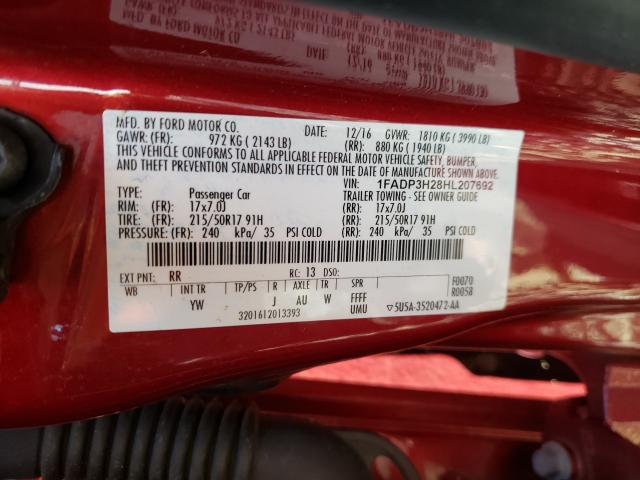 MFD. BY FORD MOTOR CO. DATE: 12/16 GVWR: 1810 KG ( 3990 LB)
GAWR: (FR): 972 KG ( 2143 LB) (RR): 880 KG ( 1940 LB)
THIS VEHICLE CONFORMS TO ALL APPLICABLE FEDERAL MOTOR VEHICLE SAFETY, BUMPER,
AND THEFT PREVENTION STANDARDS IN EFFECT ON THE DATE OF MANUFACTURE SHOWN ABOVE.
VIN: 1FADP3H28HL207692
TYPE: Passenger Car TRAILER TOWING - SEE OWNER GUIDE
RIM: (FR): 17x7.0J (RR): 17x7.0J
TIRE: (FR): 215/50R17 91H (RR): 215/50R17 91H
PRESSURE: (FR) 240 kPa/ 35 PSI COLD (RR): 240 kPa/ 35 PSI COLD
EXT PNT: RR RC: 13 DSO:
WB INT TR TP/PS R AXLE TR SPR F0070
YW J AU W FFFF R0058
3201612013393 UMU ▽5U5A-3520472-AA